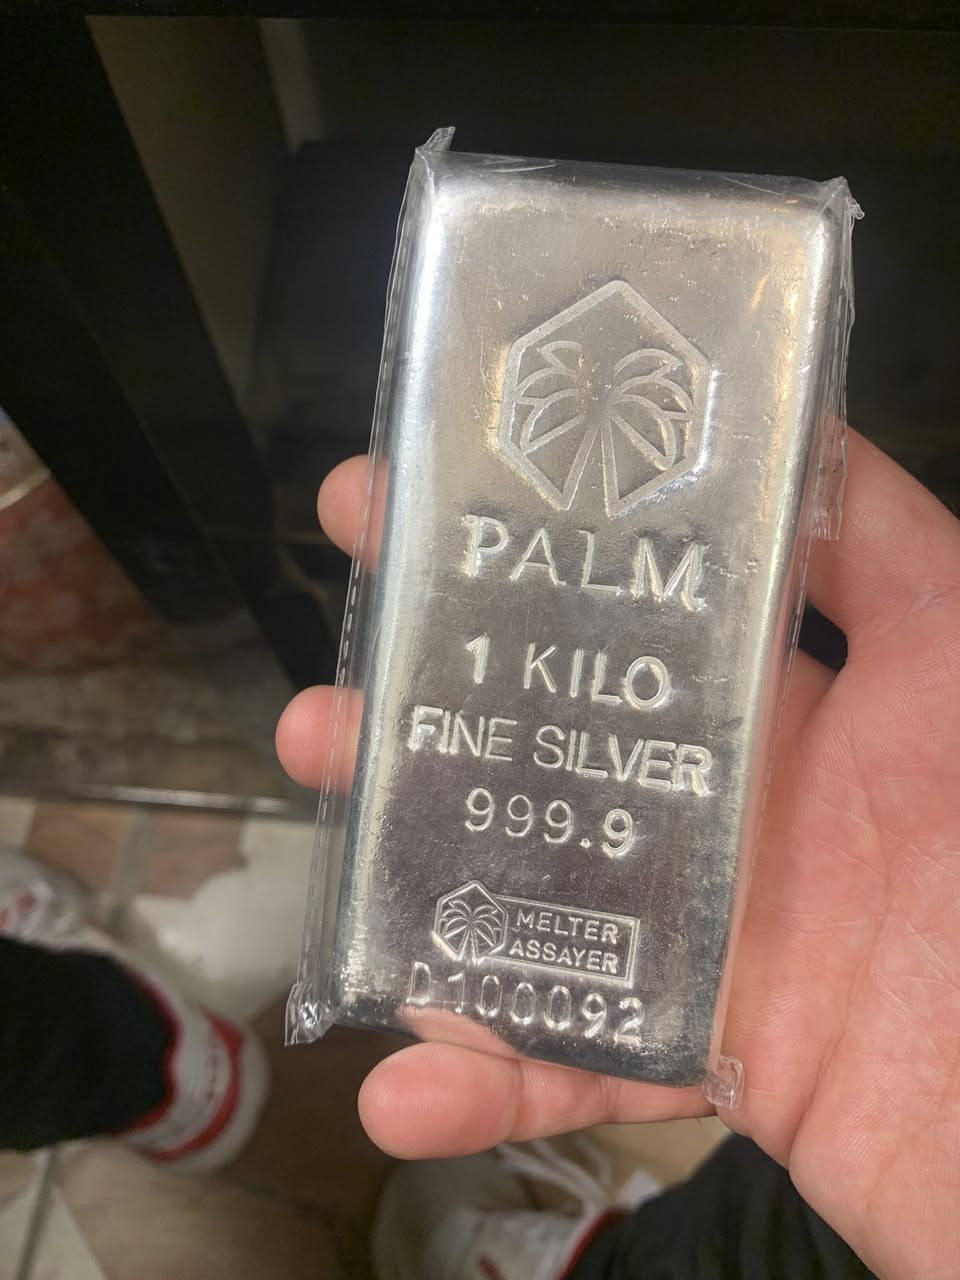 PALM
1 KILO
FINE SILVER
999.9
MELTER
ASSAYER
D100092